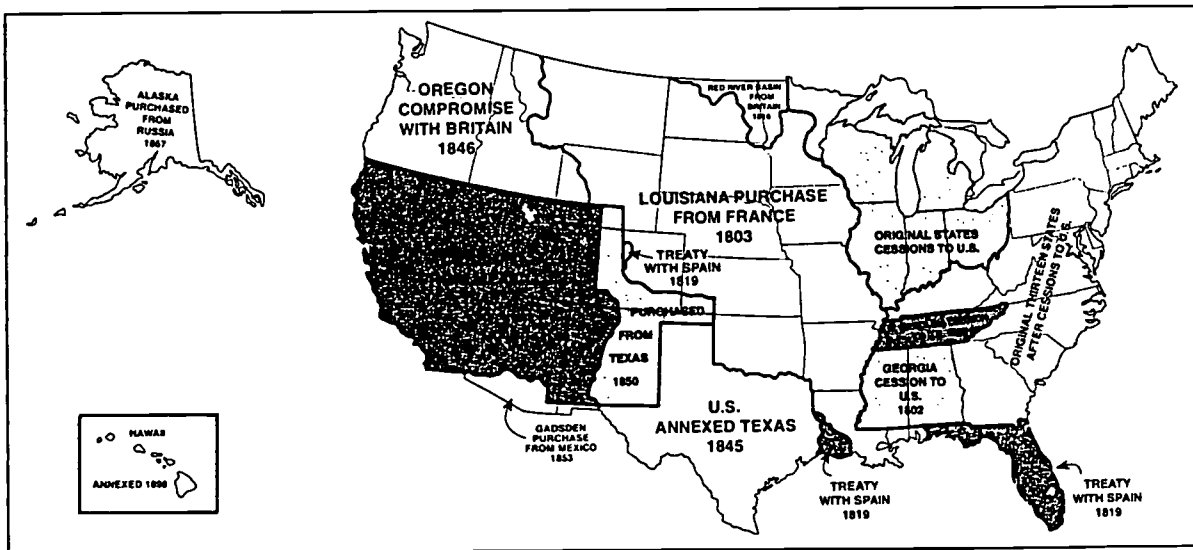 ALASKA
PURCHASED
FROM
RUSSIA
1867
OREGON
COMPROMISE
WITH BRITAIN
1846
RED RIVER BASIN
FROM
BRITAIN
LOUISIANA PURCHASE
FROM FRANCE
1803
TREATY
WITH SPAIN
1819
ORIGINAL STATES
CESSIONS TO U.S.
ORIGINAL THIRTEEN STATES
AFTER CESSIONS TO U.S.
PURCHASED
FROM
TEXAS
1850
GEORGIA
CESSION TO
U.S.
1802
U.S.
ANNEXED TEXAS
1845
GADSDEN
PURCHASE
FROM MEXICO
1853
HAWAII
ANNEXED 1898
TREATY
WITH SPAIN
1819
TREATY
WITH SPAIN
1819